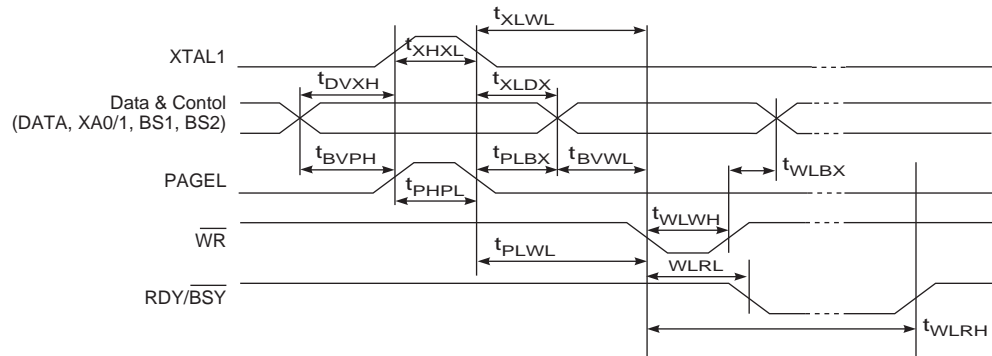 tXLWL
XTAL1
tXHXL
tDVXH
tXLDX
Data & Contol
(DATA, XA0/1, BS1, BS2)
tBVPH
tPLBX
tBVWL
tWLBX
PAGEL
tPHPL
tWLWH
WR
tPLWL
WLRL
RDY/BSY
tWLRH